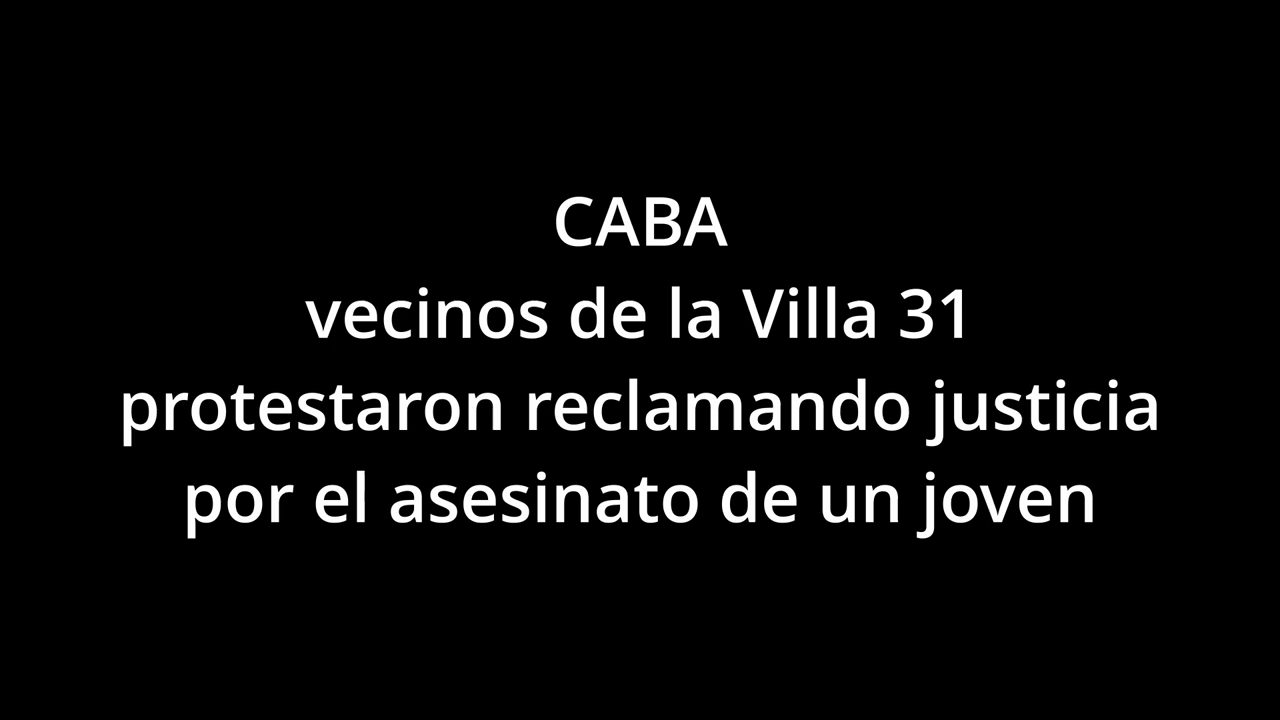 CABA
vecinos de la Villa 31
protestaron reclamando justicia
por el asesinato de un joven